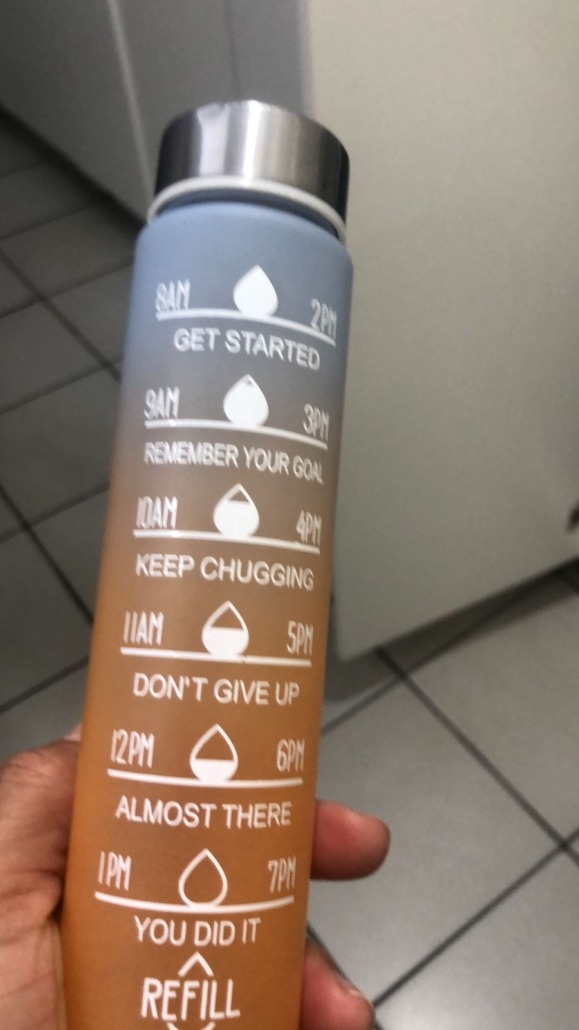 8AM 2PM
GET STARTED
9AM 3PM
REMEMBER YOUR GOAL
10AM 4PM
KEEP CHUGGING
11AM 5PM
DON'T GIVE UP
12PM 6PM
ALMOST THERE
1PM 7PM
YOU DID IT
REFILL